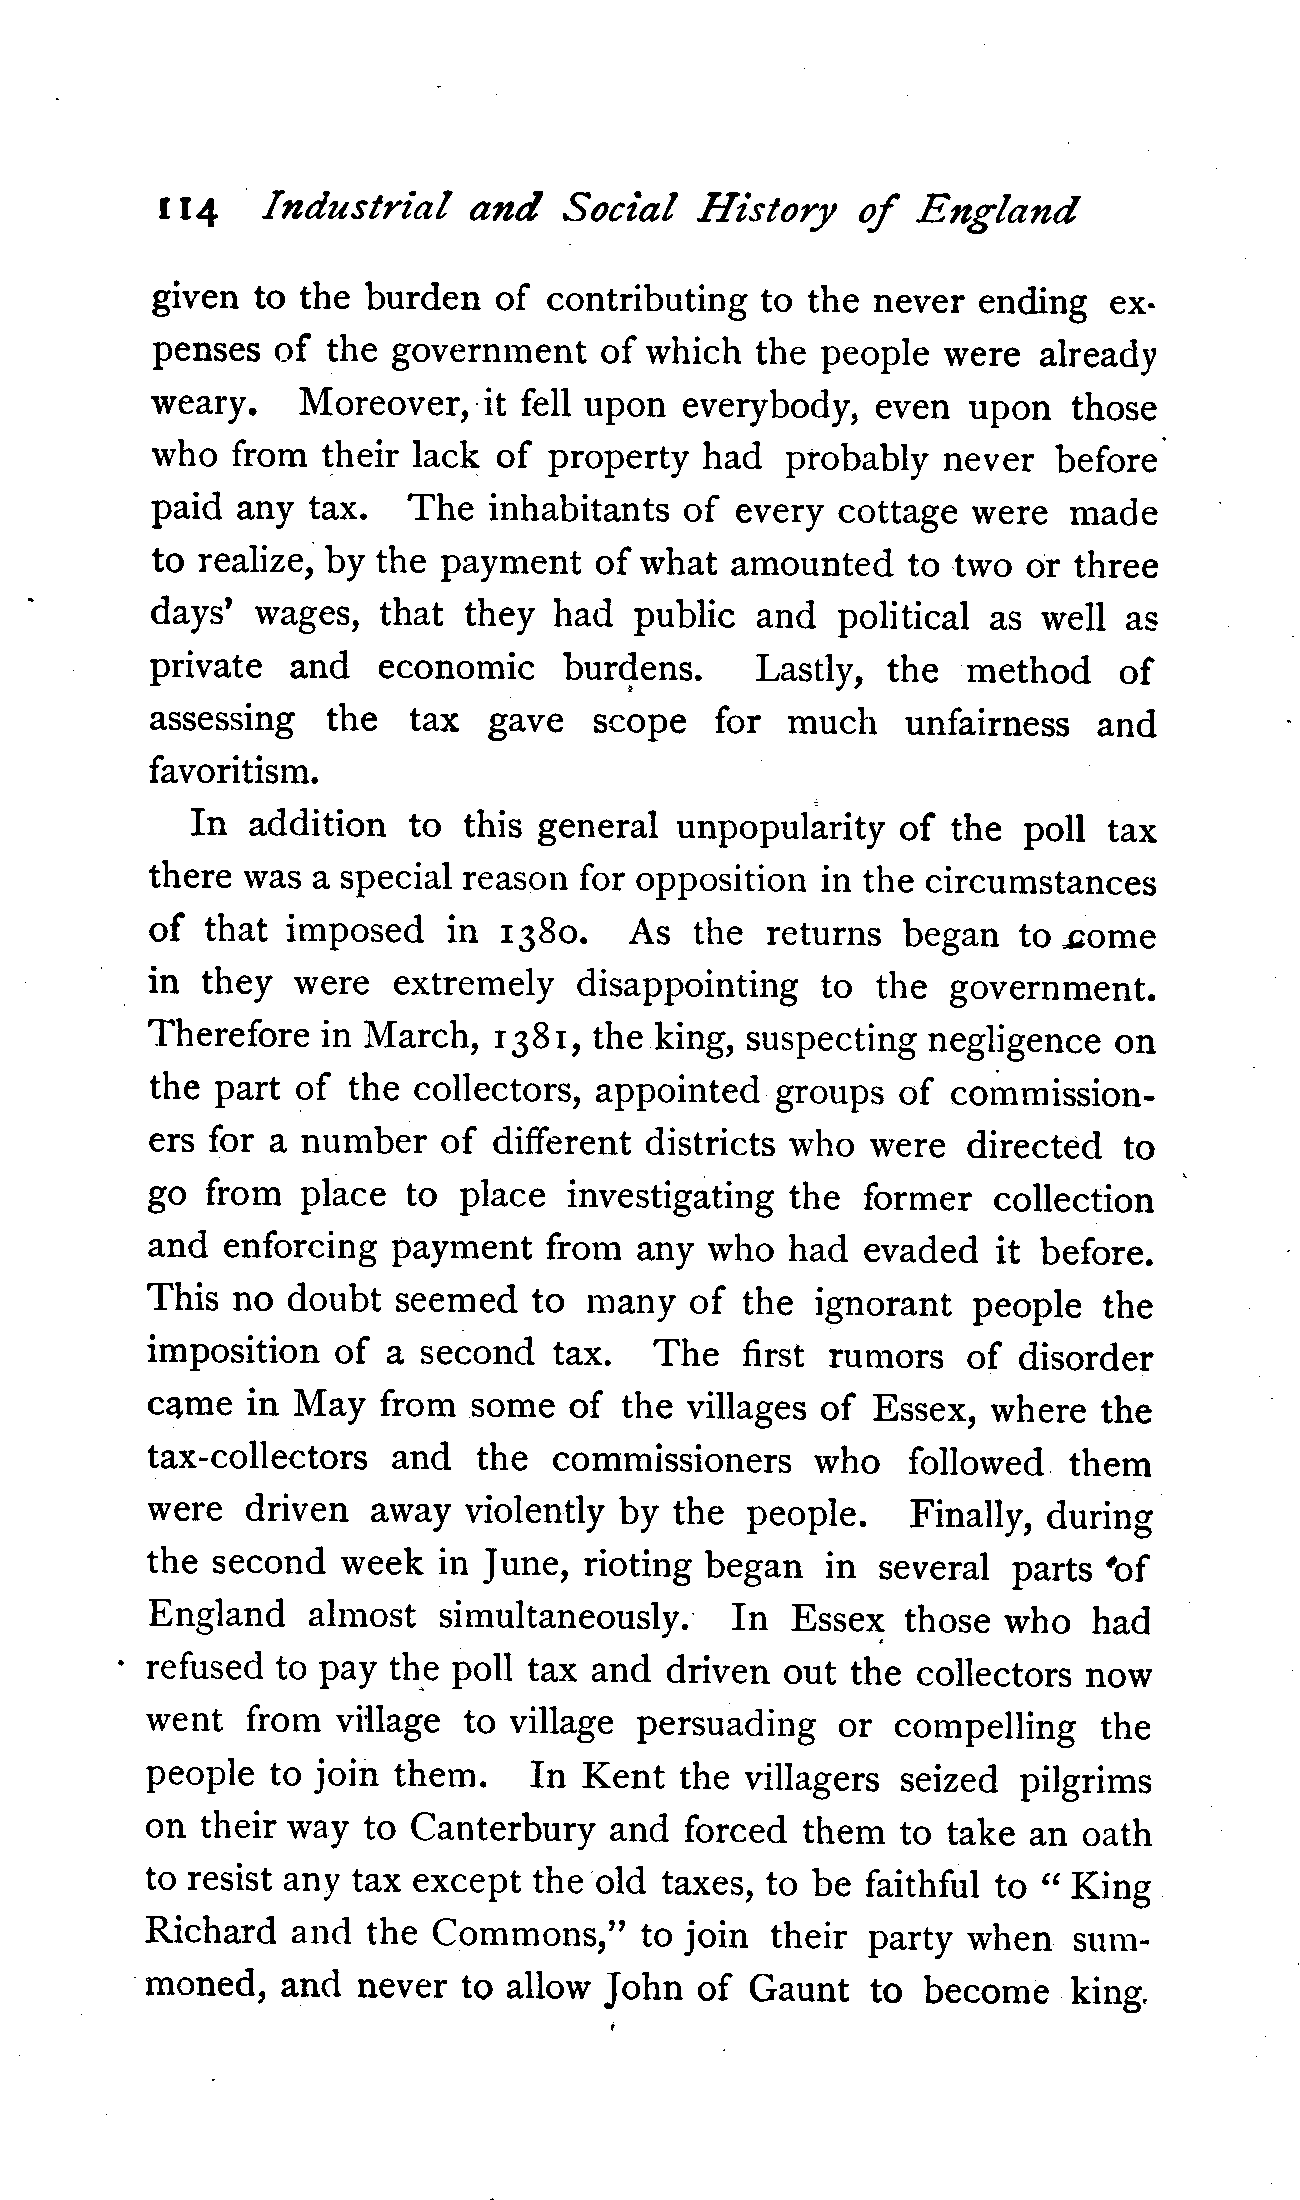 114 Industrial and Social History of England
given to the burden of contributing to the never ending ex-
penses of the government of which the people were already
weary. Moreover, it fell upon everybody, even upon those
who from their lack of property had probably never before
paid any tax. The inhabitants of every cottage were made
to realize, by the payment of what amounted to two or three
days' wages, that they had public and political as well as
private and economic burdens. Lastly, the method of
assessing the tax gave scope for much unfairness and
favoritism.
In addition to this general unpopularity of the poll tax
there was a special reason for opposition in the circumstances
of that imposed in 1380. As the returns began to come
in they were extremely disappointing to the government.
Therefore in March, 1381, the king, suspecting negligence on
the part of the collectors, appointed groups of commission-
ers for a number of different districts who were directed to
go from place to place investigating the former collection
and enforcing payment from any who had evaded it before.
This no doubt seemed to many of the ignorant people the
imposition of a second tax. The first rumors of disorder
came in May from some of the villages of Essex, where the
tax-collectors and the commissioners who followed them
were driven away violently by the people. Finally, during
the second week in June, rioting began in several parts of
England almost simultaneously. In Essex those who had
refused to pay the poll tax and driven out the collectors now
went from village to village persuading or compelling the
people to join them. In Kent the villagers seized pilgrims
on their way to Canterbury and forced them to take an oath
to resist any tax except the old taxes, to be faithful to " King
Richard and the Commons," to join their party when sum-
moned, and never to allow John of Gaunt to become king.